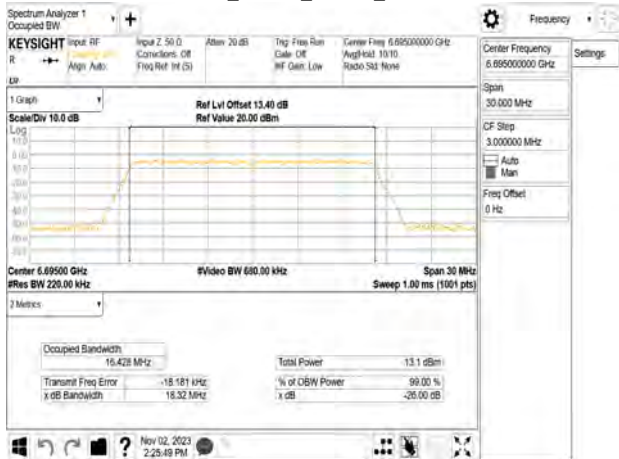 Spectrum Analyzer 1
Occupied BW
+
Frequency
KEYSIGHT
Input: RF
R
Align: Auto
Input Z: 50 Ω
Corrections: Off
Freq Ref: Int (S)
Atten: 20 dB
Trig: Free Run
Gate: Off
#IF Gain: Low
Center Freq: 6.695000000 GHz
Avg|Hold: 10/10
Radio Std: None
Center Frequency
6.695000000 GHz
Settings
Span
30.000 MHz
CF Step
3.000000 MHz
Auto
Man
Freq Offset
0 Hz
1 Graph
Scale/Div 10.0 dB
Ref Lvl Offset 13.40 dB
Ref Value 20.00 dBm
Log
10.0
0.00
Center 6.69500 GHz
#Res BW 220.00 kHz
#Video BW 680.00 kHz
Span 30 MHz
Sweep 1.00 ms (1001 pts)
2 Metrics
Occupied Bandwidth
16.428 MHz
Total Power
13.1 dBm
Transmit Freq Error
-18.181 kHz
% of OBW Power
99.00 %
x dB Bandwidth
18.32 MHz
x dB
-26.00 dB
?
Nov 02, 2023
2:25:49 PM